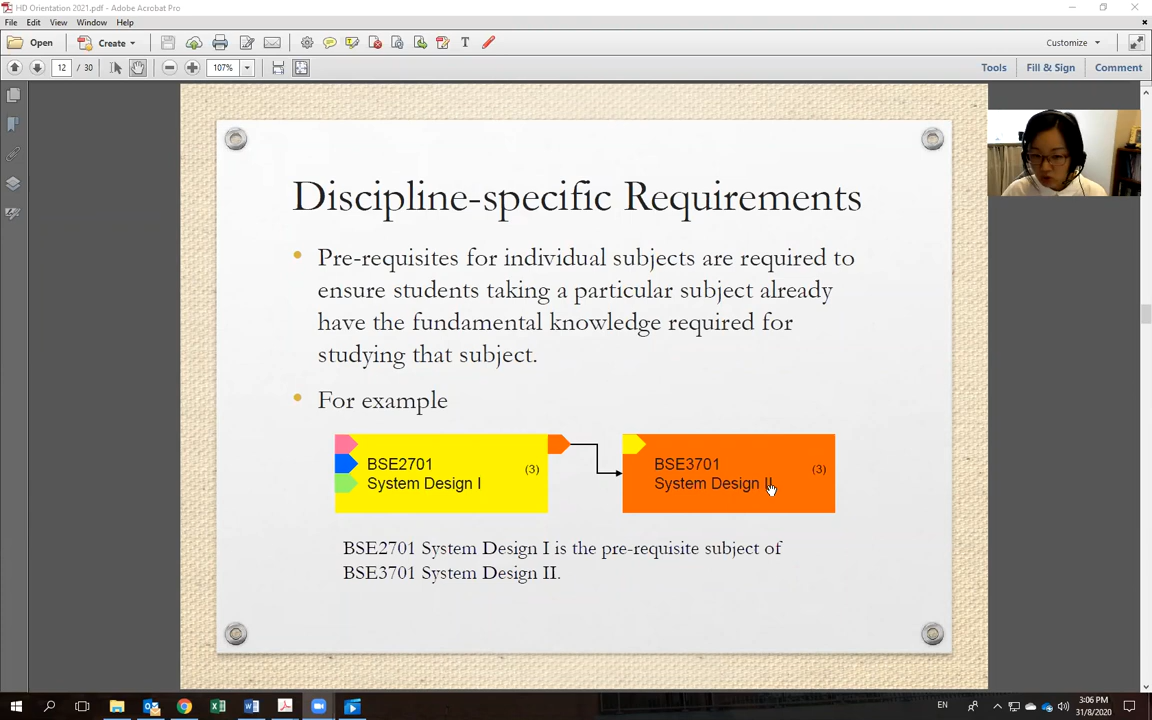 HD Orientation 2021.pdf - Adobe Acrobat Pro
File Edit View Window Help
Open Create Customize
12 / 30 107% Tools Fill & Sign Comment
Discipline-specific Requirements
Pre-requisites for individual subjects are required to
ensure students taking a particular subject already
have the fundamental knowledge required for
studying that subject.
For example
BSE2701
System Design I
(3)
BSE3701
System Design II
(3)
BSE2701 System Design I is the pre-requisite subject of
BSE3701 System Design II.
EN
3:06 PM
31/8/2020